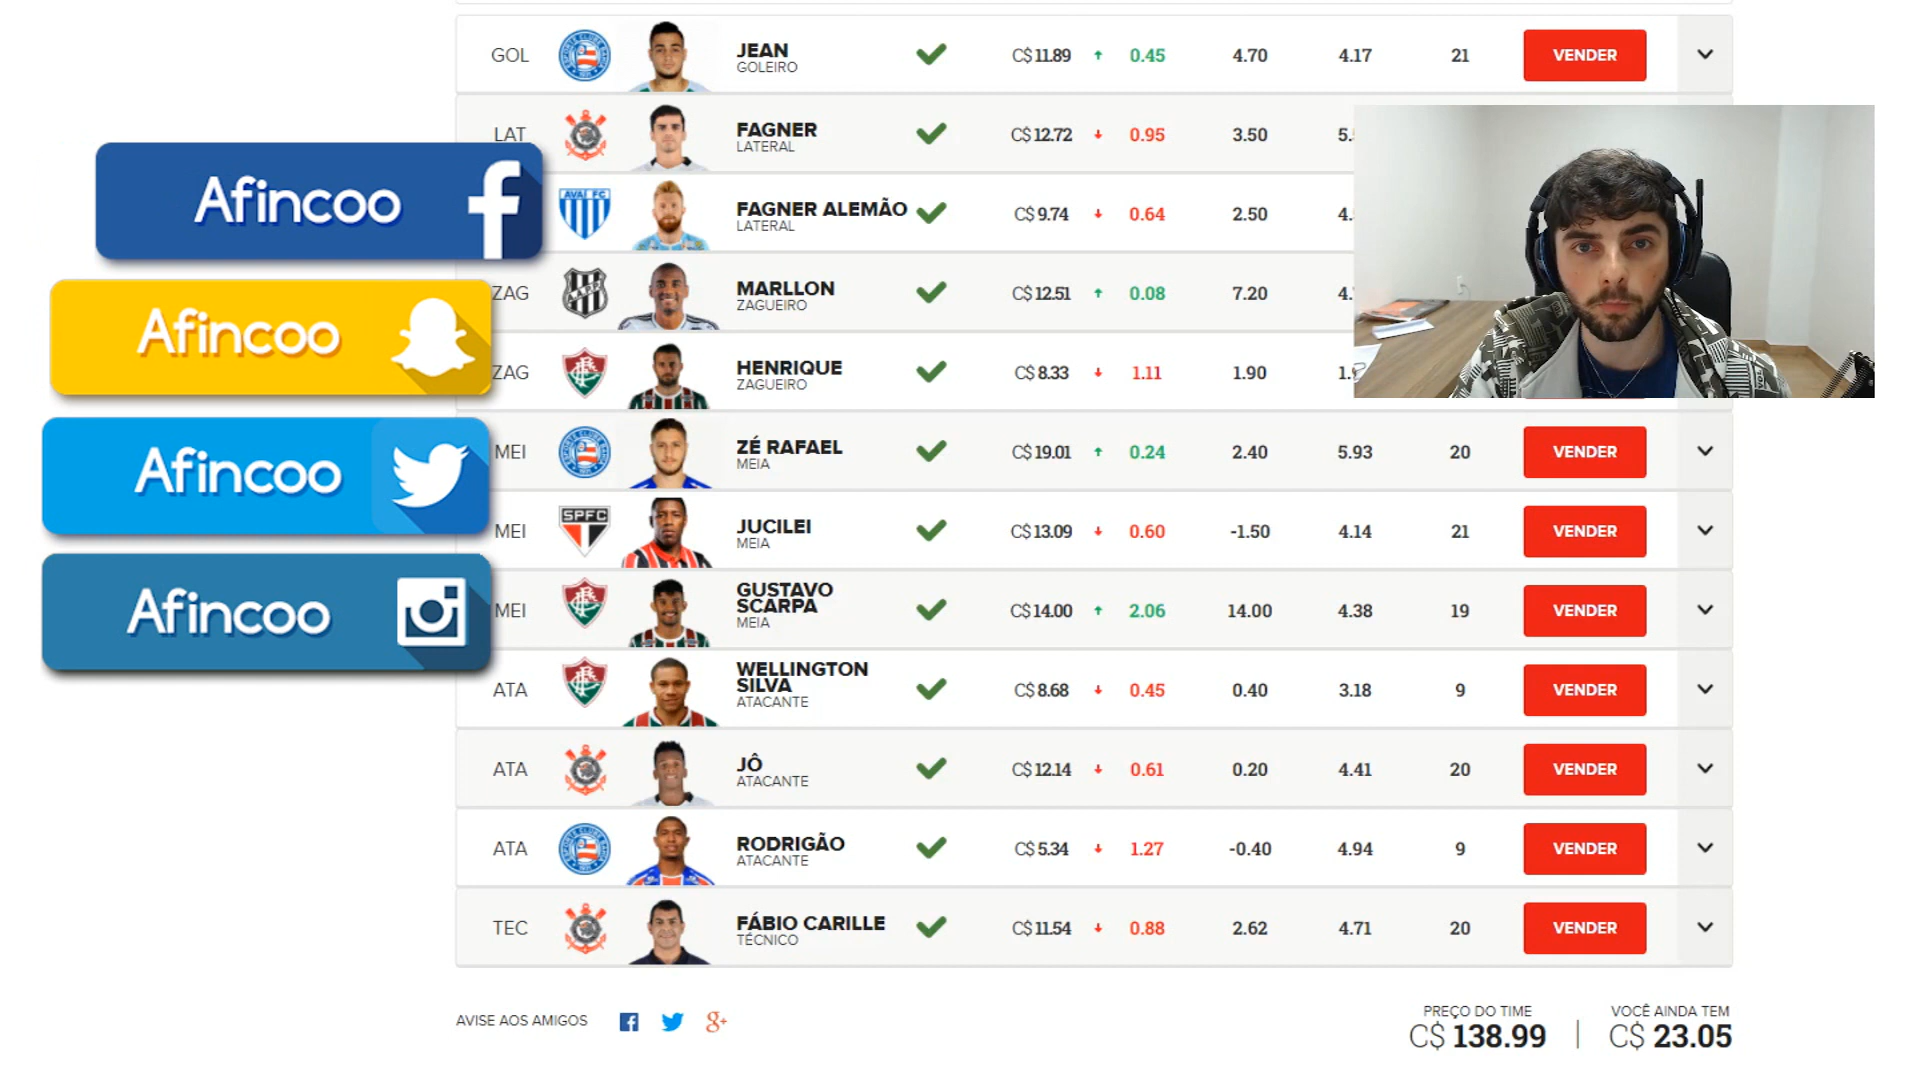 GOL JEAN C$ 11.89 0.45 4.70 4.17 21 VENDER
GOLEIRO
LAT FAGNER C$ 12.72 0.95 3.50 5.
LATERAL
Afincoo f
AVAÍ FC FAGNER ALEMÃO C$ 9.74 0.64 2.50 4.
LATERAL
Afincoo
ZAG MARLLON C$ 12.51 0.08 7.20 4.
ZAGUEIRO
ZAG HENRIQUE C$ 8.33 1.11 1.90 1.9
ZAGUEIRO
Afincoo
MEI ZÉ RAFAEL C$ 19.01 0.24 2.40 5.93 20 VENDER
MEIA
MEI SPFC JUCILEI C$ 13.09 0.60 -1.50 4.14 21 VENDER
MEIA
Afincoo
MEI GUSTAVO SCARPA C$ 14.00 2.06 14.00 4.38 19 VENDER
MEIA
ATA WELLINGTON SILVA C$ 8.68 0.45 0.40 3.18 9 VENDER
ATACANTE
ATA JÔ C$ 12.14 0.61 0.20 4.41 20 VENDER
ATACANTE
ATA RODRIGÃO C$ 5.34 1.27 -0.40 4.94 9 VENDER
ATACANTE
TEC FÁBIO CARILLE C$ 11.54 0.88 2.62 4.71 20 VENDER
TÉCNICO
AVISE AOS AMIGOS g+
PREÇO DO TIME VOCÊ AINDA TEM
C$ 138.99 | C$ 23.05